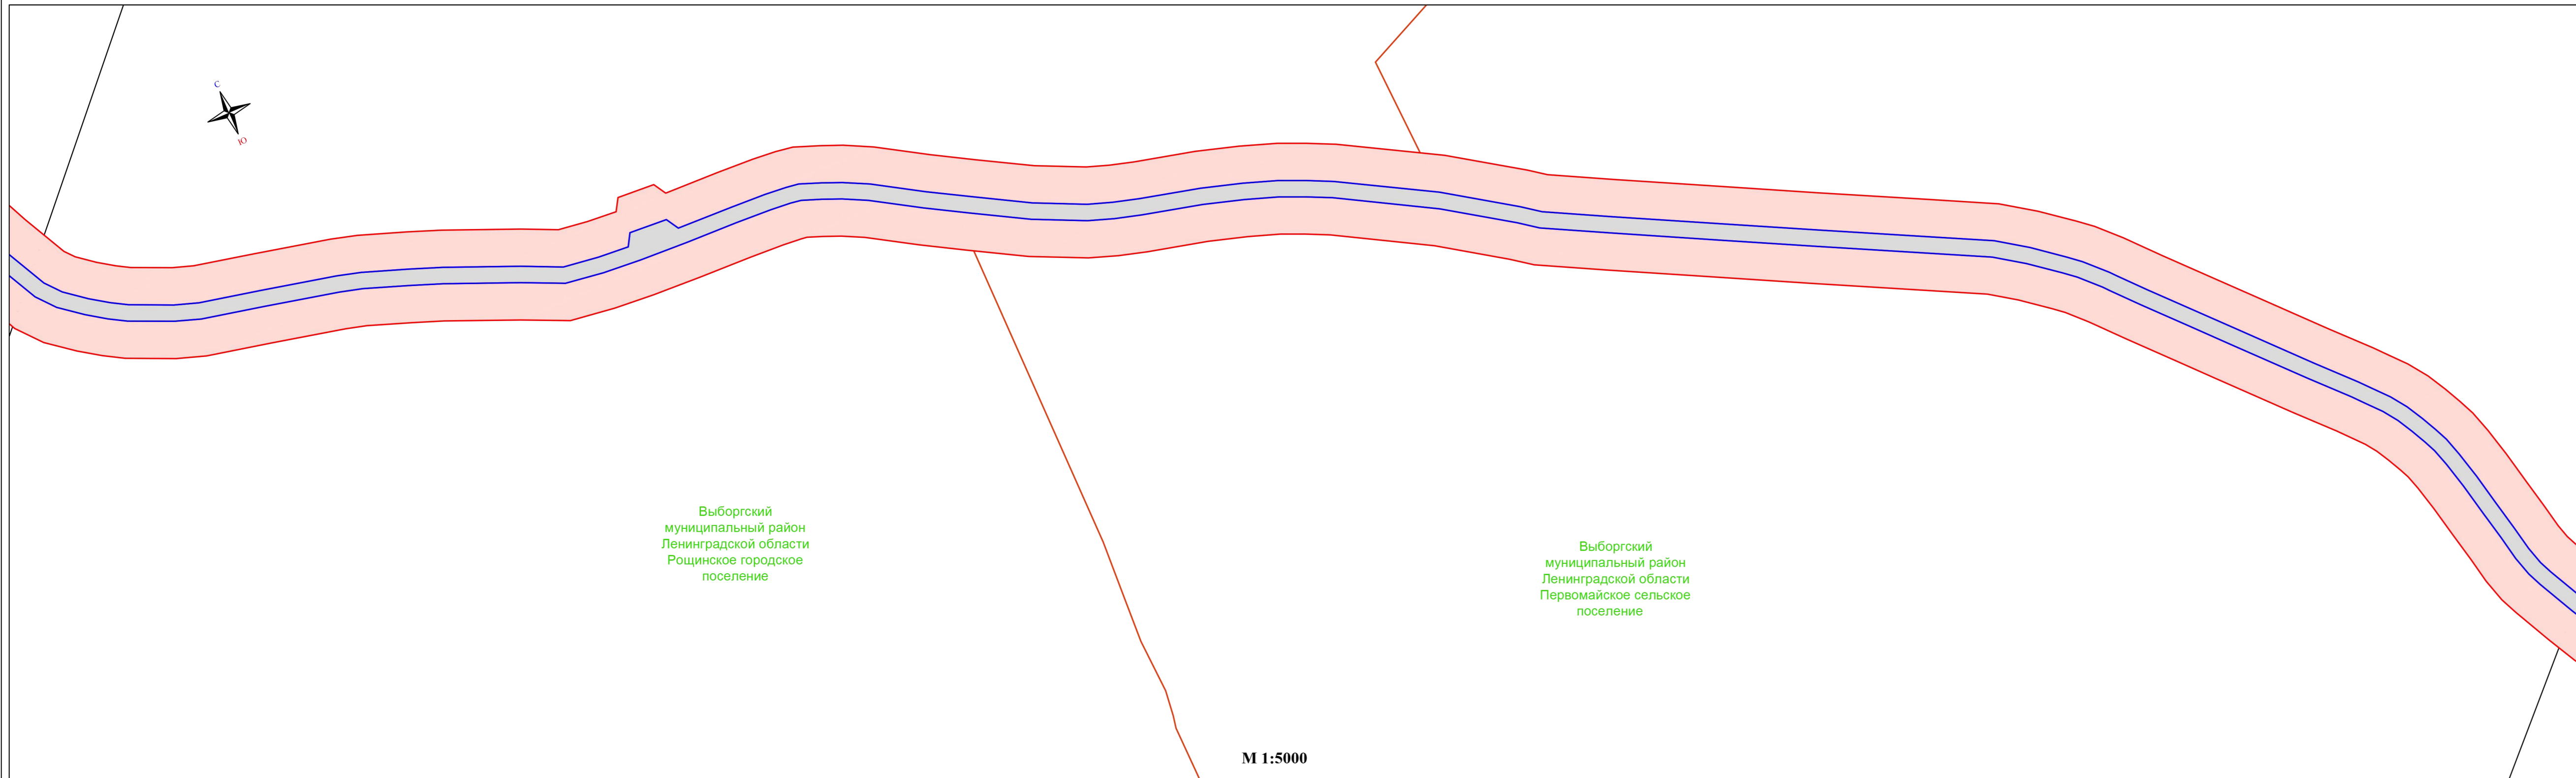 С
Ю
Выборгский
муниципальный район
Ленинградской области
Рощинское городское
поселение
Выборгский
муниципальный район
Ленинградской области
Первомайское сельское
поселение
М 1:5000